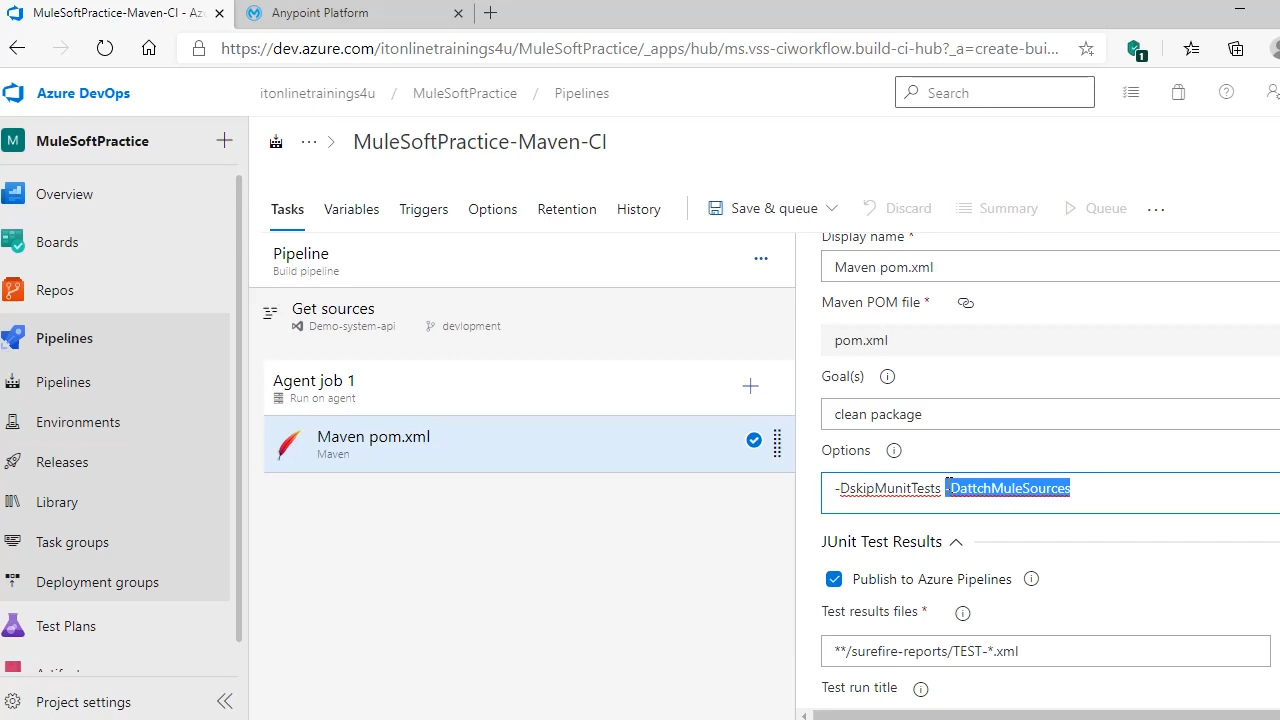 MuleSoftPractice-Maven-CI - Az
Anypoint Platform
https://dev.azure.com/itonlinetrainings4u/MuleSoftPractice/_apps/hub/ms.vss-ciworkflow.build-ci-hub?_a=create-bui...
1
Azure DevOps
itonlinetrainings4u / MuleSoftPractice / Pipelines
Search
M MuleSoftPractice
MuleSoftPractice-Maven-CI
Overview
Boards
Repos
Pipelines
Pipelines
Environments
Releases
Library
Task groups
Deployment groups
Test Plans
Project settings
Tasks Variables Triggers Options Retention History Save & queue Discard Summary Queue
Pipeline
Build pipeline
Get sources
Demo-system-api devlopment
Agent job 1
Run on agent
Maven pom.xml
Maven
Display name *
Maven pom.xml
Maven POM file *
pom.xml
Goal(s)
clean package
Options
-DskipMunitTests -DattchMuleSources
JUnit Test Results
Publish to Azure Pipelines
Test results files *
**/surefire-reports/TEST-*.xml
Test run title